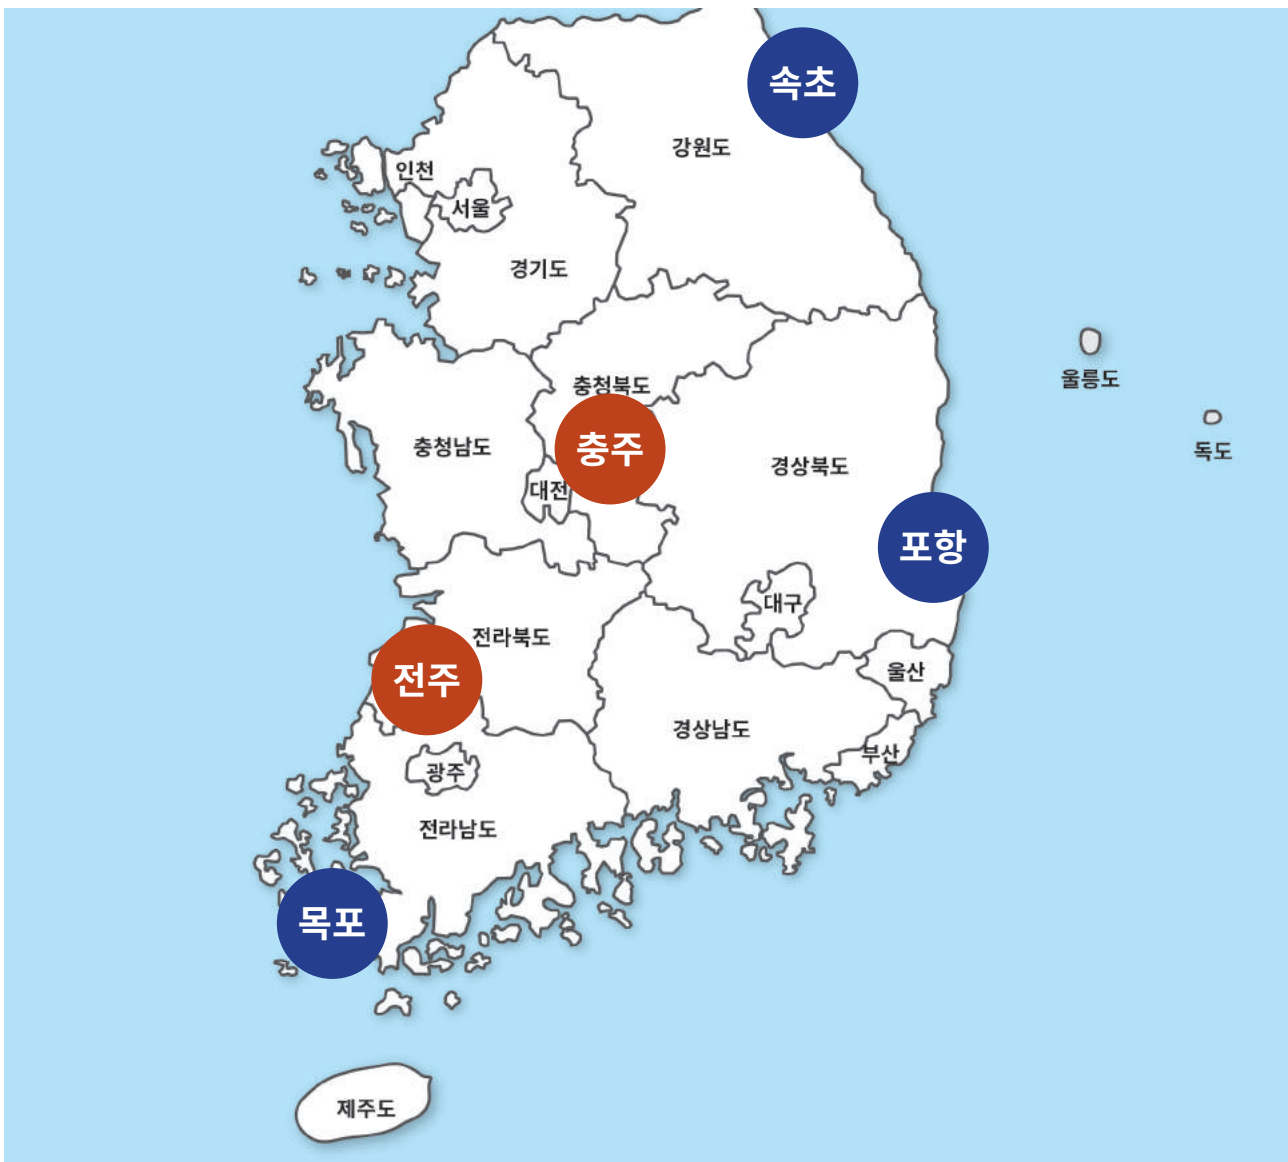 속초
강원도
인천
서울
경기도
울릉도
충청북도
독도
충청남도
충주
경상북도
대전
포항
대구
전라북도
울산
전주
경상남도
부산
광주
전라남도
목포
제주도